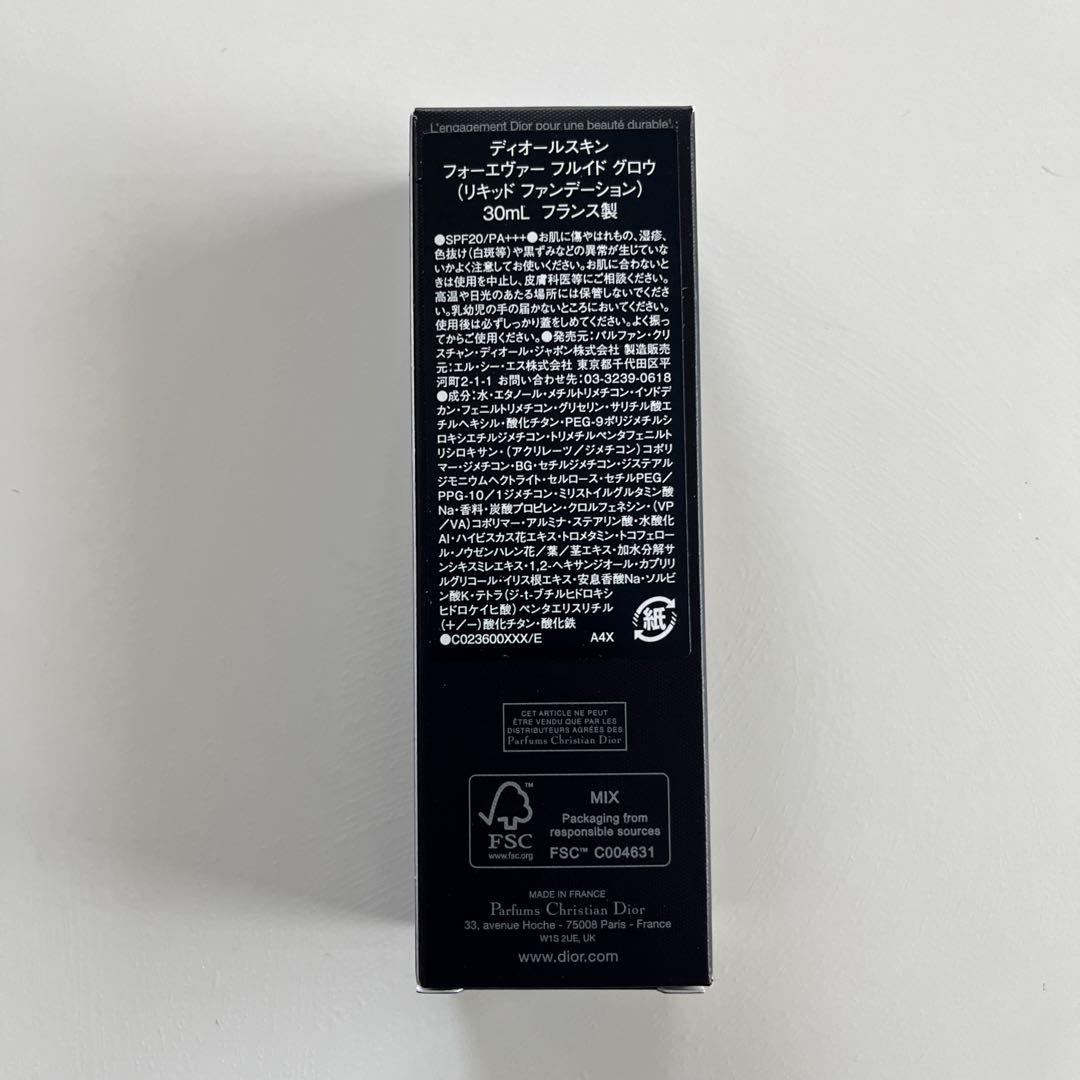 L'engagement Dior pour une beauté durable¹ :
ディオールスキン
フォーエヴァー フルイド グロウ
(リキッド ファンデーション)
30mL フランス製
●SPF20/PA+++●お肌に傷やはれもの、湿疹、
色抜け(白斑等)や黒ずみなどの異常が生じていな
いかよく注意してお使いください。お肌に合わないと
きは使用を中止し、皮膚科医等にご相談ください。
高温や日光のあたる場所には保管しないでくださ
い。乳幼児の手の届かないところにおいてください。
使用後は必ずしっかり蓋をしめてください。よく振っ
てからご使用ください。●発売元:パルファン・クリ
スチャン・ディオール・ジャポン株式会社 製造販売
元:エル・シー・エス株式会社 東京都千代田区平
河町2-1-1 お問い合わせ先:03-3239-0618
●成分:水・エタノール・メチルトリメチコン・イソドデ
カン・フェニルトリメチコン・グリセリン・サリチル酸エ
チルヘキシル・酸化チタン・PEG-9ポリジメチルシ
ロキシエチルジメチコン・トリメチルペンタフェニルト
リシロキサン・(アクリレーツ/ジメチコン)コポリ
マー・ジメチコン・BG・セチルジメチコン・ジステアル
ジモニウムヘクトライト・セルロース・セチルPEG/
PPG-10/1ジメチコン・ミリストイルグルタミン酸
Na・香料・炭酸プロピレン・クロルフェネシン・(VP
/VA)コポリマー・アルミナ・ステアリン酸・水酸化
Al・ハイビスカス花エキス・トロメタミン・トコフェロー
ル・ノウゼンハレン花/葉/茎エキス・加水分解サ
ンシキスミレエキス・1,2-ヘキサンジオール・カプリリ
ルグリコール・イリス根エキス・安息香酸Na・ソルビ
ン酸K・テトラ(ジ-t-ブチルヒドロキシ
ヒドロケイヒ酸)ペンタエリスリチル
(+/-)酸化チタン・酸化鉄
●C023600XXX/E A4X
紙
CET ARTICLE NE PEUT
ÊTRE VENDU QUE PAR LES
DISTRIBUTEURS AGRÉÉS DES
Parfums Christian Dior
FSC
www.fsc.org
MIX
Packaging from
responsible sources
FSC™ C004631
MADE IN FRANCE
Parfums Christian Dior
33, avenue Hoche - 75008 Paris - France
W1S 2UE, UK
www.dior.com